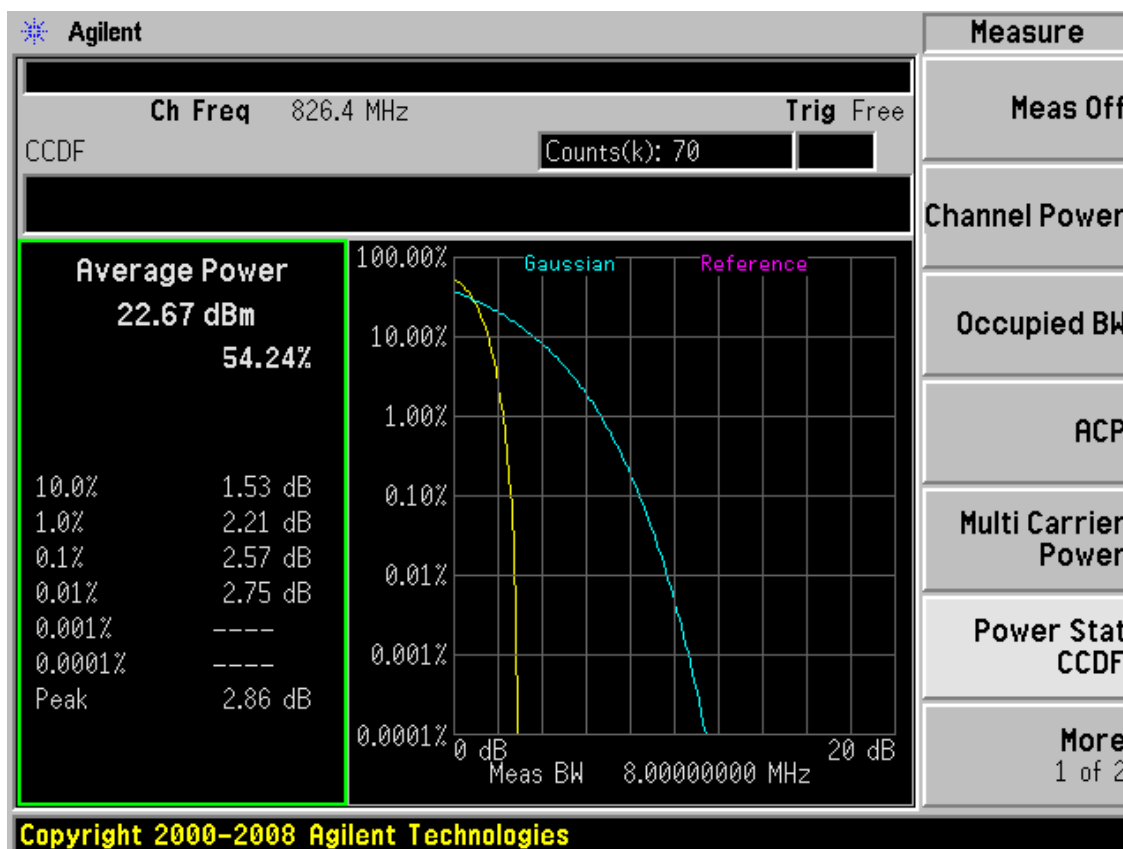 Agilent
Ch Freq 826.4 MHz Trig Free
CCDF Counts(k): 70
Average Power
22.67 dBm
54.24%
10.0% 1.53 dB
1.0% 2.21 dB
0.1% 2.57 dB
0.01% 2.75 dB
0.001% ----
0.0001% ----
Peak 2.86 dB
Gaussian Reference
100.00%
10.00%
1.00%
0.10%
0.01%
0.001%
0.0001%
0 dB 20 dB
Meas BW 8.00000000 MHz
Measure
Meas Off
Channel Power
Occupied BW
ACP
Multi Carrier
Power
Power Stat
CCDF
More
1 of 2
Copyright 2000-2008 Agilent Technologies